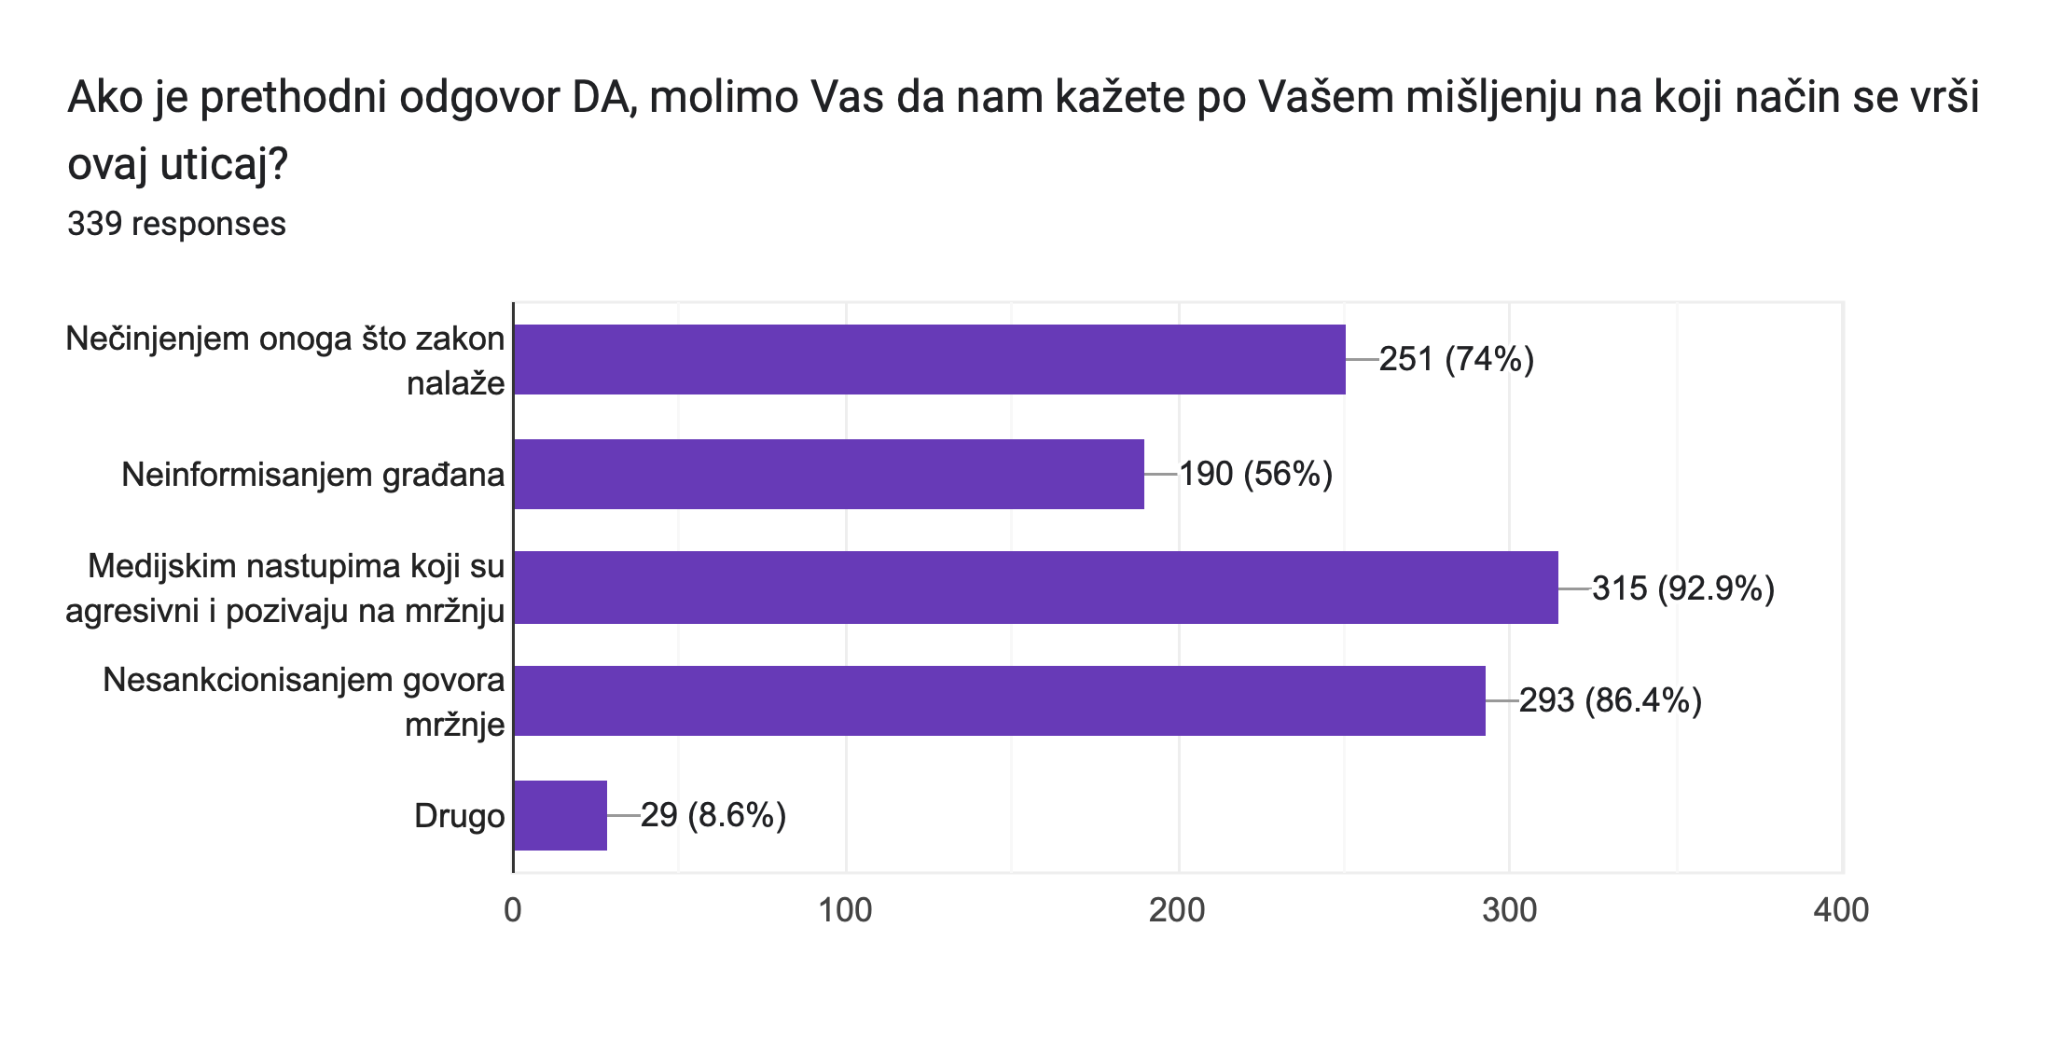 Ako je prethodni odgovor DA, molimo Vas da nam kažete po Vašem mišljenju na koji način se vrši
ovaj uticaj?
339 responses
Nečinjenjem onoga što zakon
nalaže
251 (74%)
Neinformisanjem građana
190 (56%)
Medijskim nastupima koji su
agresivni i pozivaju na mržnju
315 (92.9%)
Nesankcionisanjem govora
mržnje
293 (86.4%)
Drugo
29 (8.6%)
0
100
200
300
400